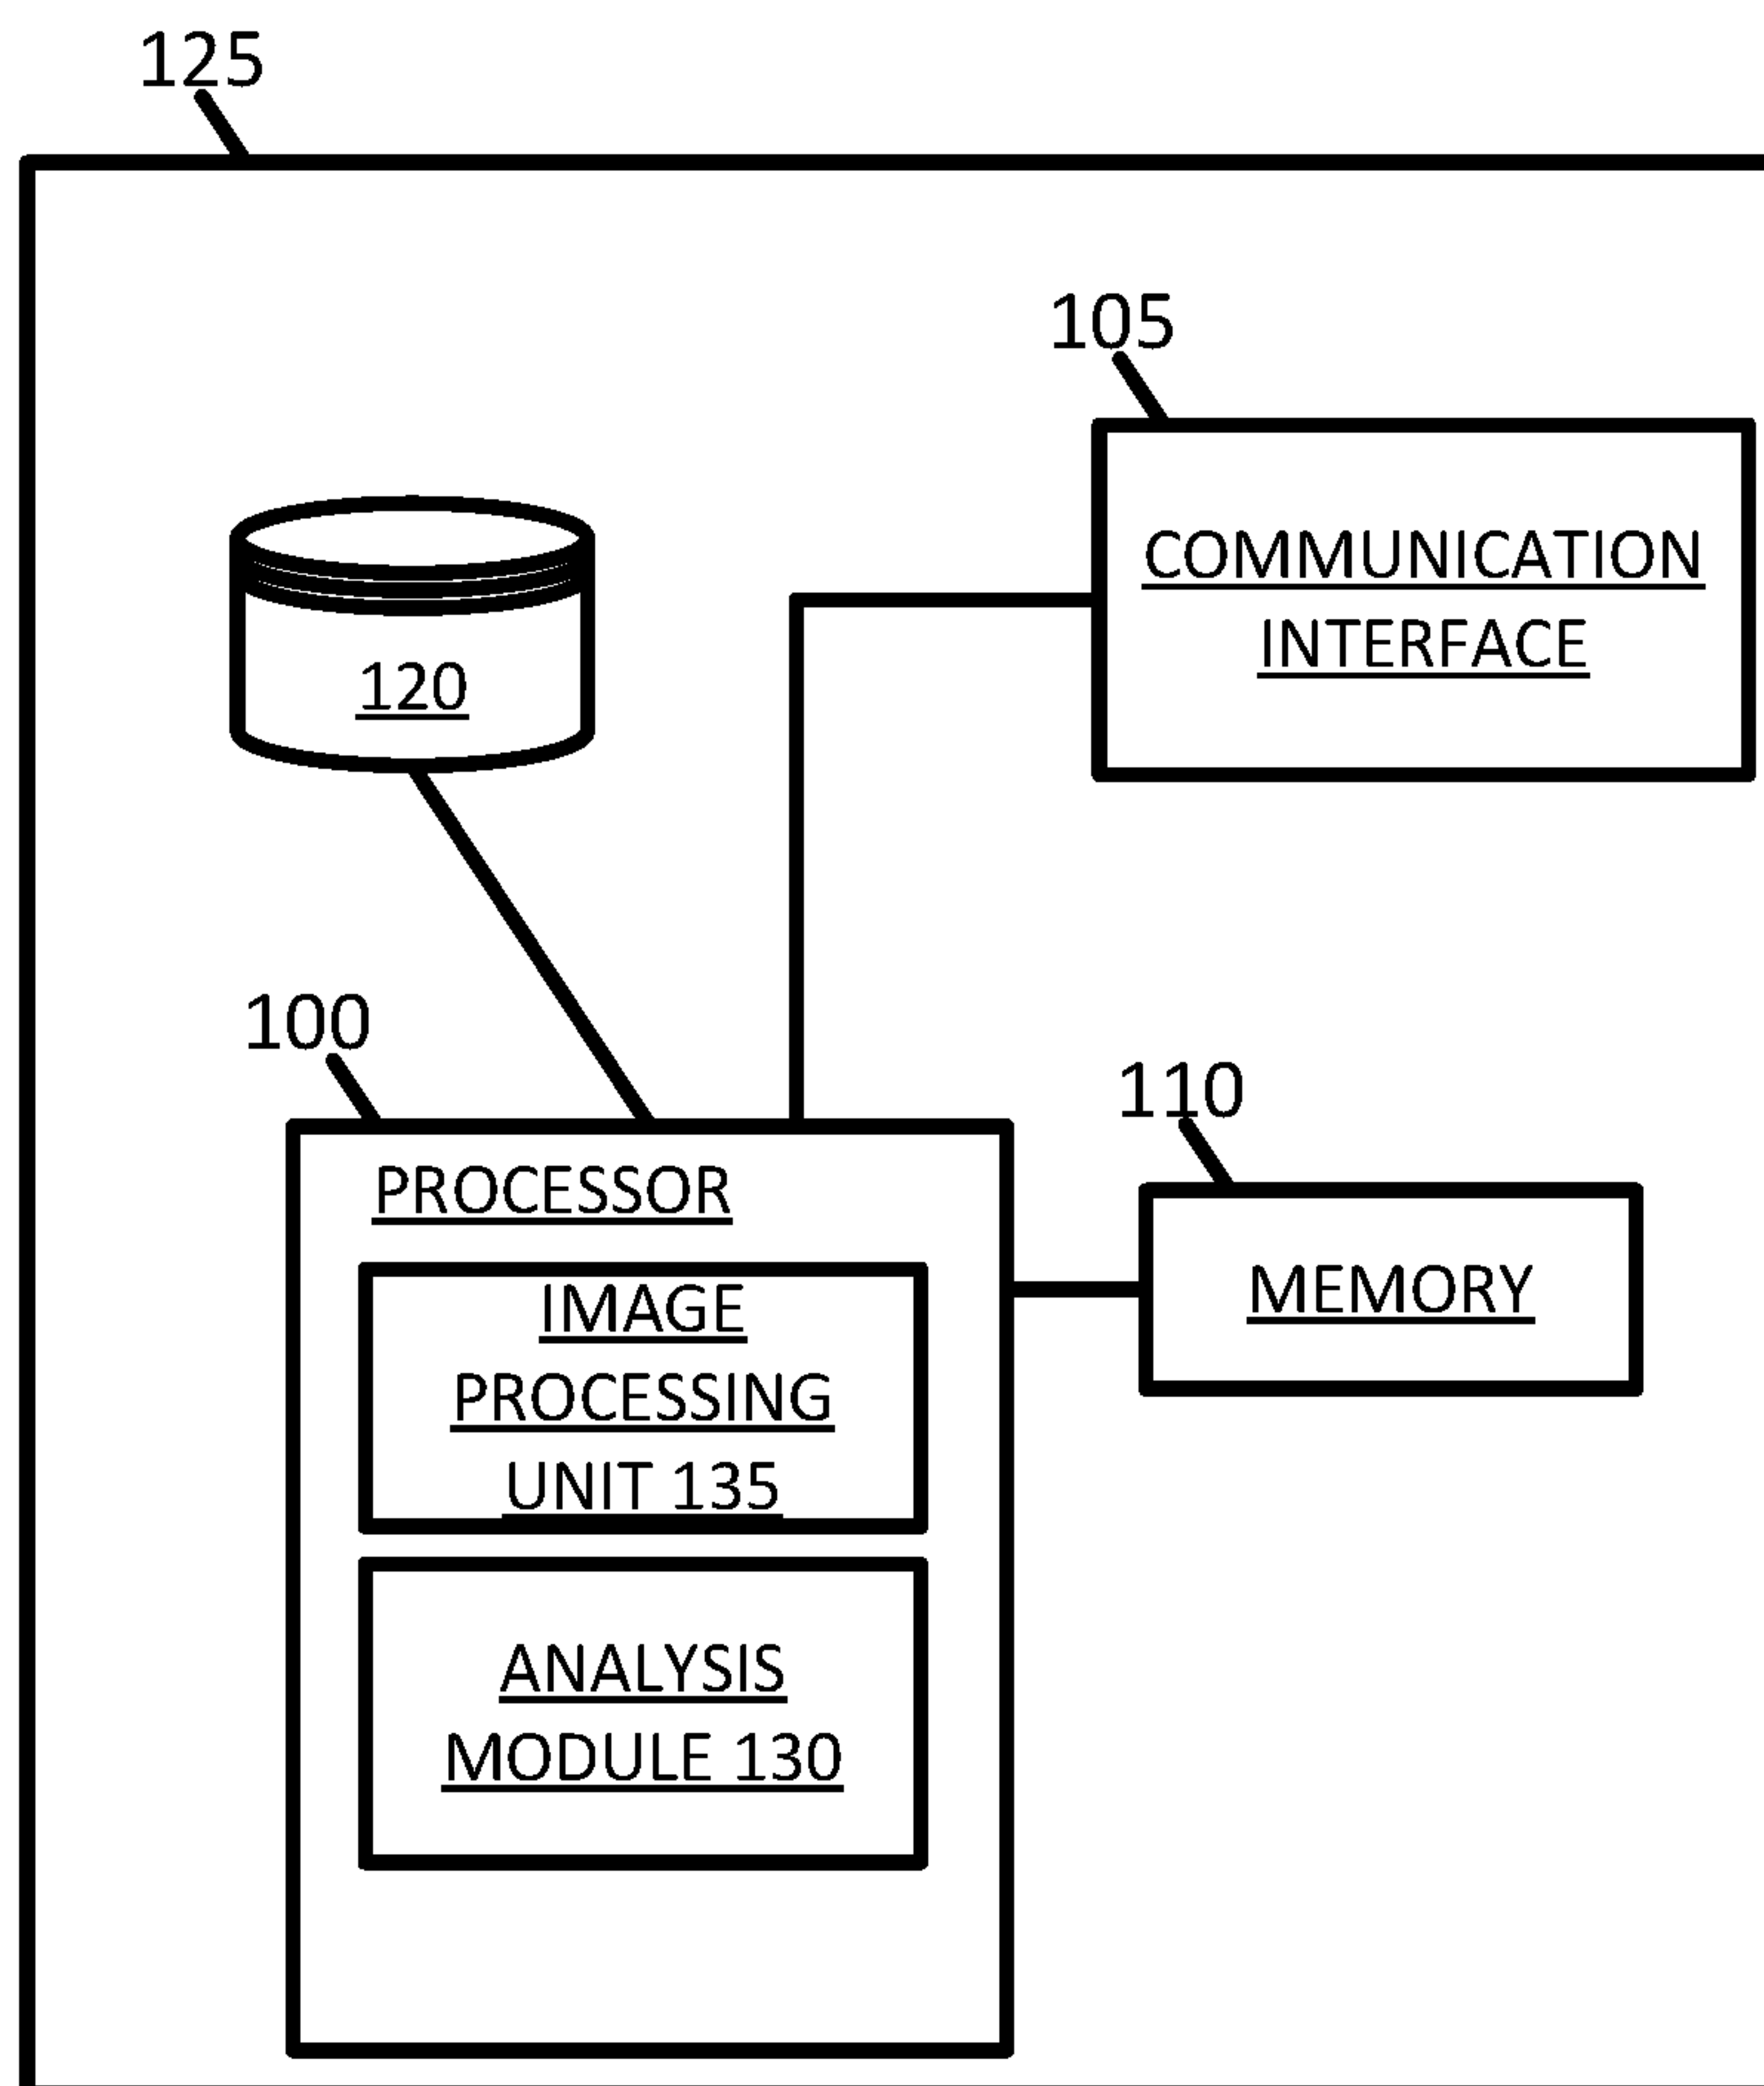 125
105
COMMUNICATION
INTERFACE
120
100
110
PROCESSOR
MEMORY
IMAGE
PROCESSING
UNIT 135
ANALYSIS
MODULE 130